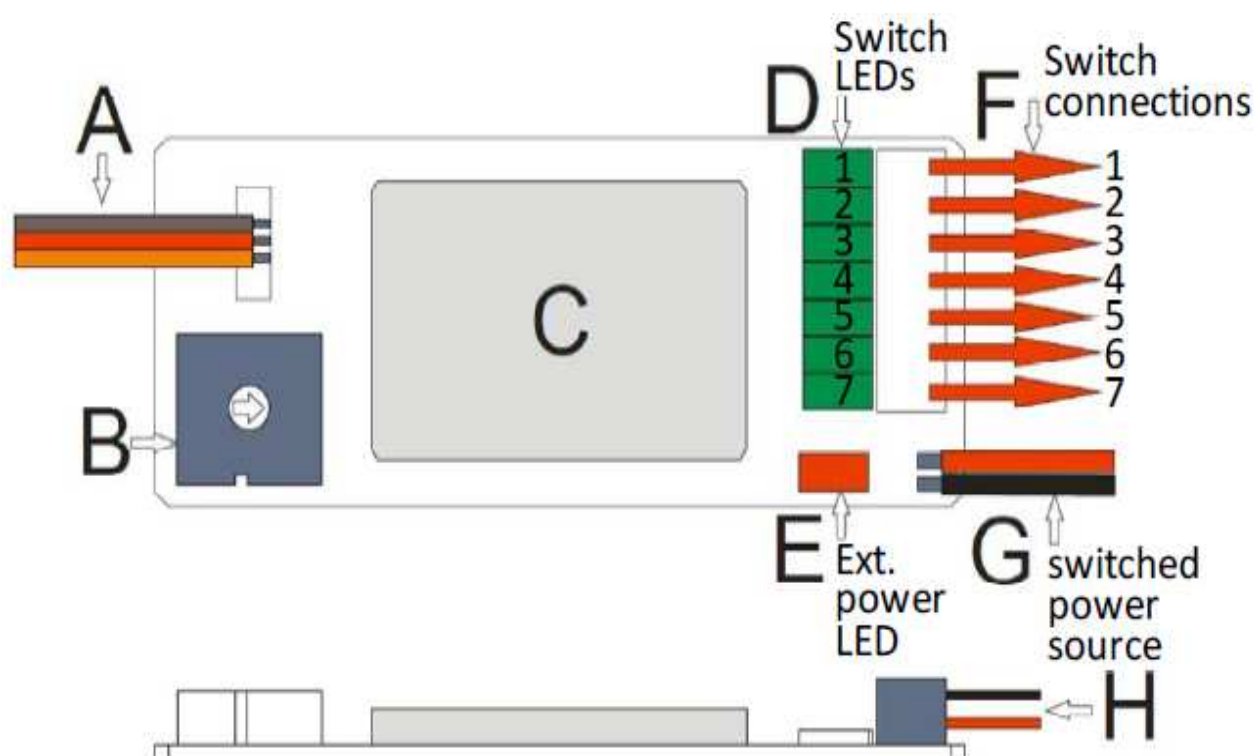 A
D
Switch
LEDs
F
Switch
connections
1
2
3
4
5
6
7
1
2
3
4
5
6
7
C
B
E
Ext.
power
LED
G
switched
power
source
H